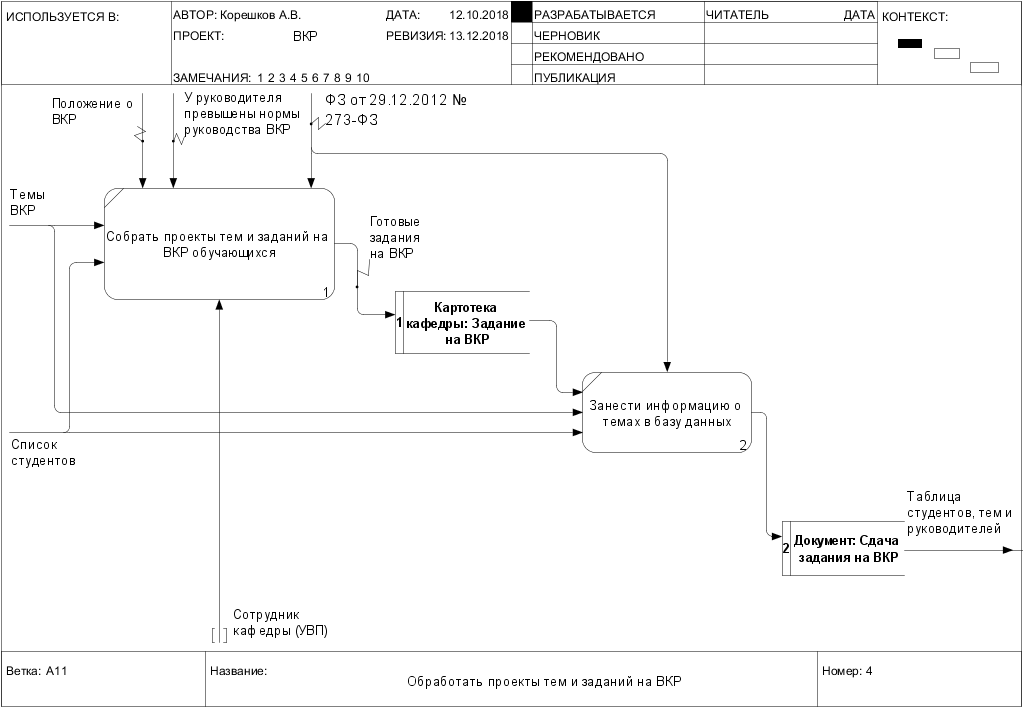 ИСПОЛЬЗУЕТСЯ В:
АВТОР: Корешков А.В.
ДАТА: 12.10.2018
РАЗРАБАТЫВАЕТСЯ
ЧИТАТЕЛЬ
ДАТА
КОНТЕКСТ:
ПРОЕКТ: ВКР
РЕВИЗИЯ: 13.12.2018
ЧЕРНОВИК
РЕКОМЕНДОВАНО
ЗАМЕЧАНИЯ: 1 2 3 4 5 6 7 8 9 10
ПУБЛИКАЦИЯ
Положение о
ВКР
У руководителя
превышены нормы
руководства ВКР
ФЗ от 29.12.2012 №
273-ФЗ
Темы
ВКР
Собрать проекты тем и заданий на
ВКР обучающихся
1
Готовые
задания
на ВКР
1
Картотека
кафедры: Задание
на ВКР
Занести информацию о
темах в базу данных
2
Список
студентов
Таблица
студентов, тем и
руководителей
2
Документ: Сдача
задания на ВКР
Сотрудник
кафедры (УВП)
Ветка: А11
Название:
Обработать проекты тем и заданий на ВКР
Номер: 4